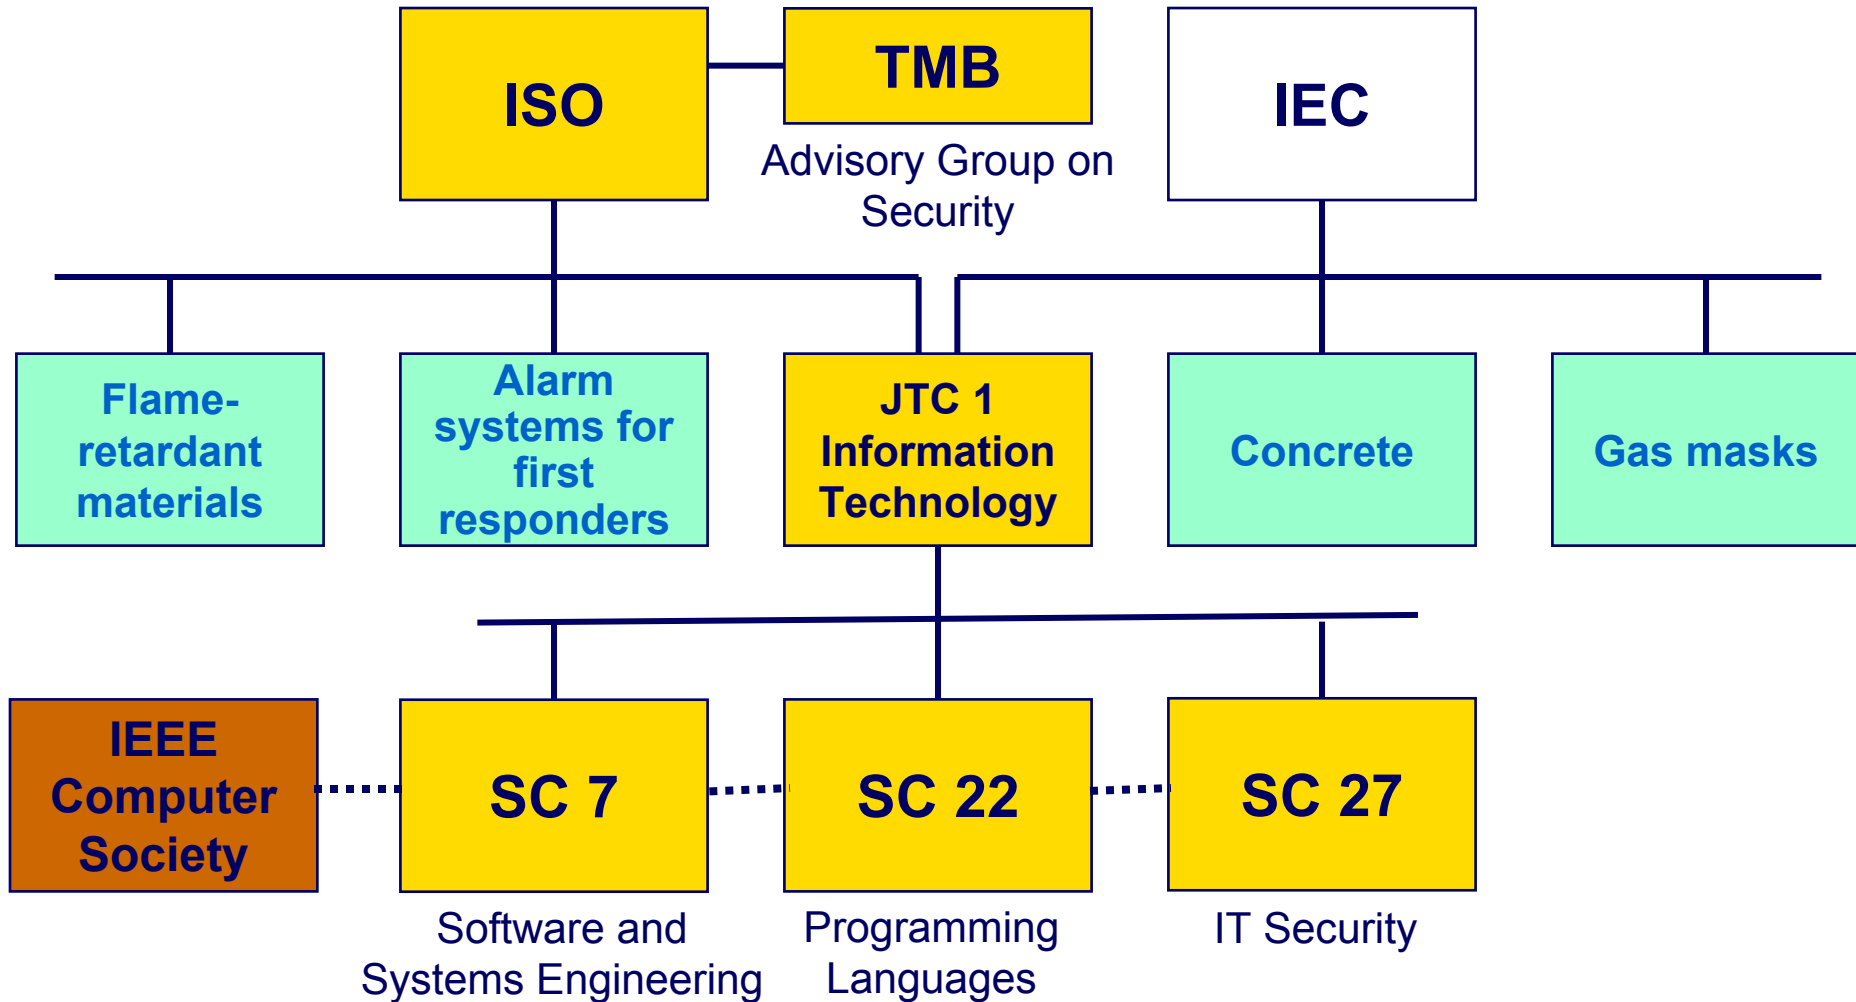 ISO
TMB
IEC
Advisory Group on
Security
Flame-
retardant
materials
Alarm
systems for
first
responders
JTC 1
Information
Technology
Concrete
Gas masks
IEEE
Computer
Society
SC 7
SC 22
SC 27
Software and
Systems Engineering
Programming
Languages
IT Security